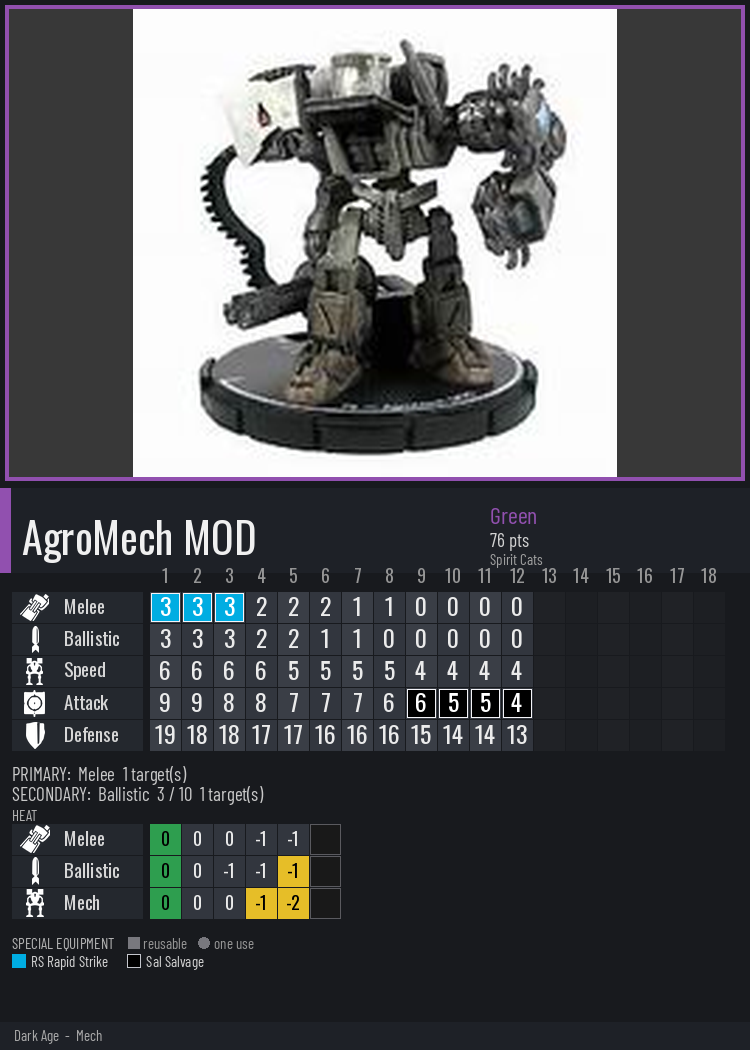 AgroMech MOD
Green
76 pts
Spirit Cats
1 2 3 4 5 6 7 8 9 10 11 12 13 14 15 16 17 18
Melee 3 3 3 2 2 2 1 1 0 0 0 0
Ballistic 3 3 3 2 2 1 1 0 0 0 0 0
Speed 6 6 6 6 5 5 5 5 4 4 4 4
Attack 9 9 8 8 7 7 7 6 6 5 5 4
Defense 19 18 18 17 17 16 16 16 15 14 14 13
PRIMARY: Melee 1 target(s)
SECONDARY: Ballistic 3 / 10 1 target(s)
HEAT
Melee 0 0 0 -1 -1
Ballistic 0 0 -1 -1 -1
Mech 0 0 0 -1 -2
SPECIAL EQUIPMENT reusable one use
RS Rapid Strike Sal Salvage
Dark Age - Mech